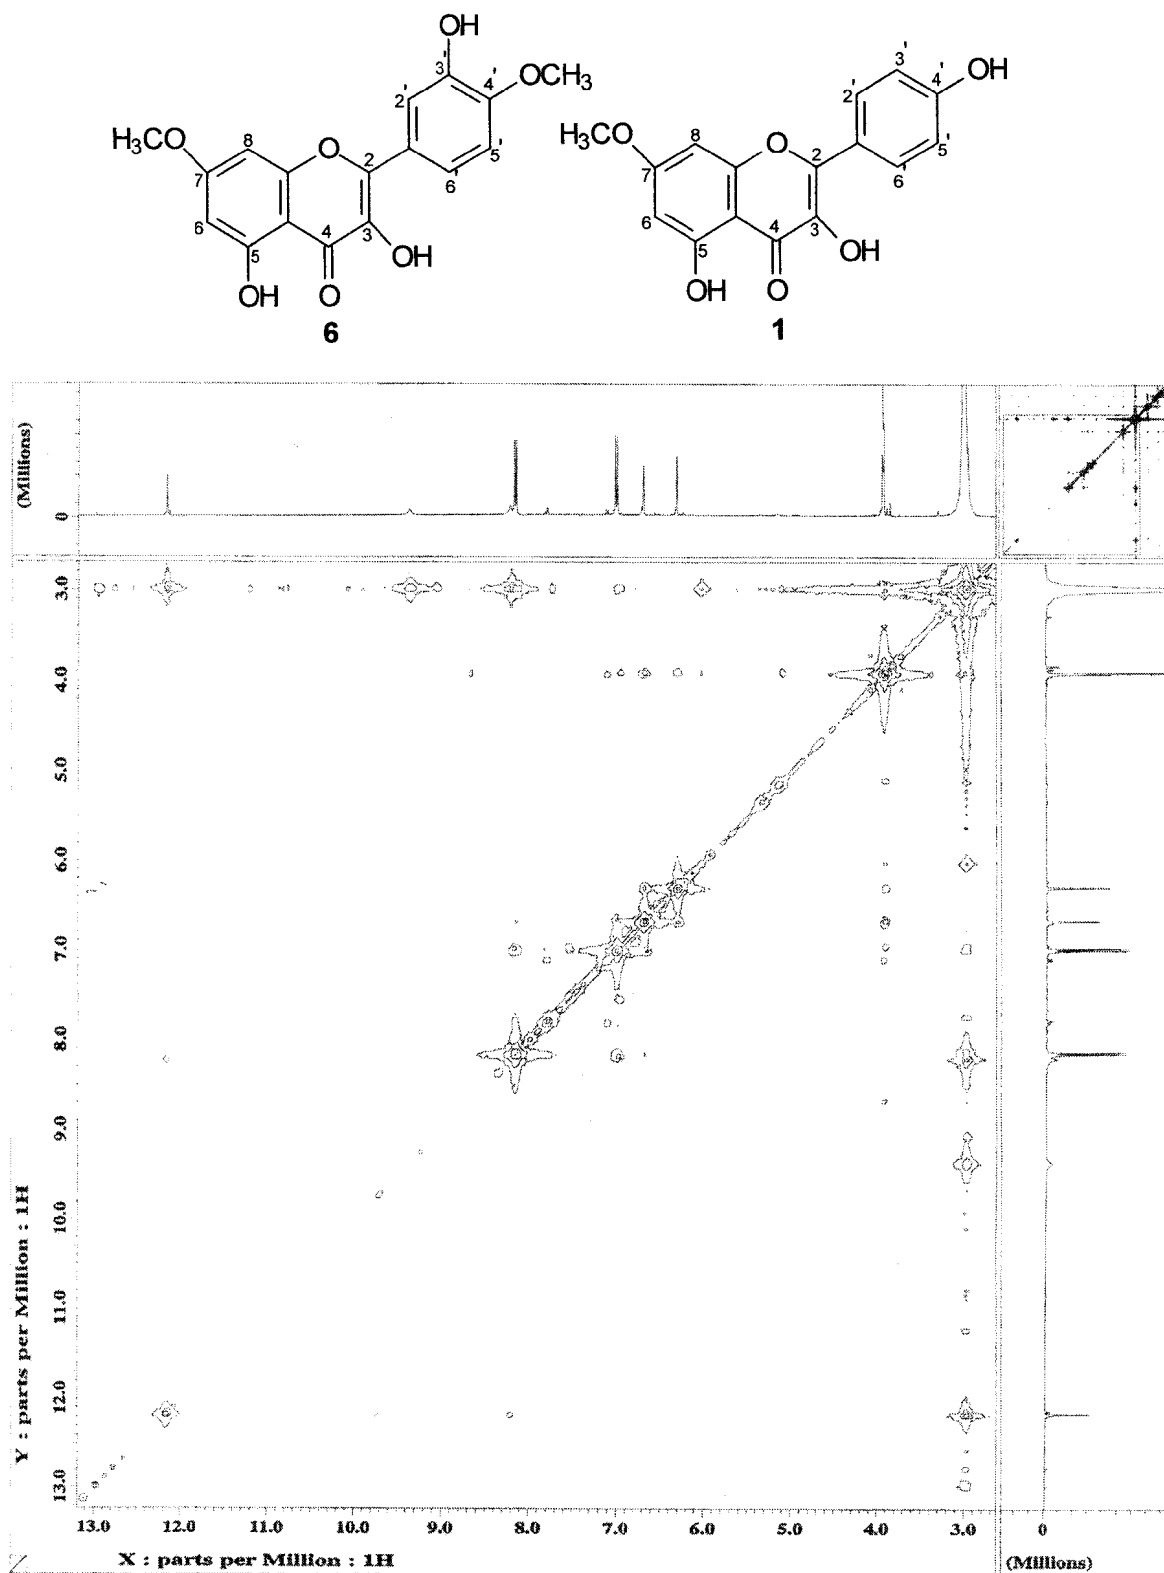 OH
3'
4'
OCH₃
2'
5'
6'
H₃CO
8
O
2
7
6
5
4
3
OH
OH
O
6
3'
4'
OH
2'
5'
6'
H₃CO
8
O
2
7
6
5
4
3
OH
OH
O
1
(Millions)
0
3.0
4.0
5.0
6.0
7.0
8.0
9.0
10.0
11.0
12.0
13.0
Y : parts per Million : 1H
13.0 12.0 10.0 9.0 8.0 7.0 6.0 5.0 4.0 3.0 0
X : parts per Million : 1H
(Millions)